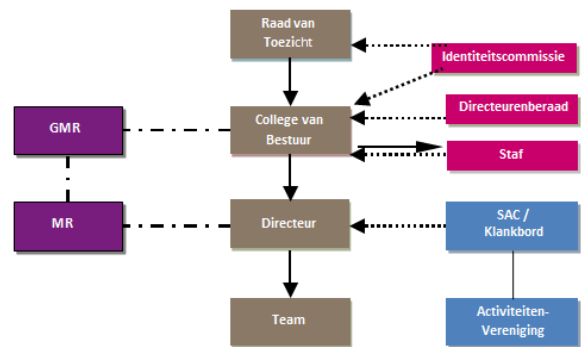 Raad van
Toezicht
Identiteitscommissie
GMR
College van
Bestuur
Directeurenberaad
Staf
MR
Directeur
SAC /
Klankbord
Team
Activiteiten-
Vereniging